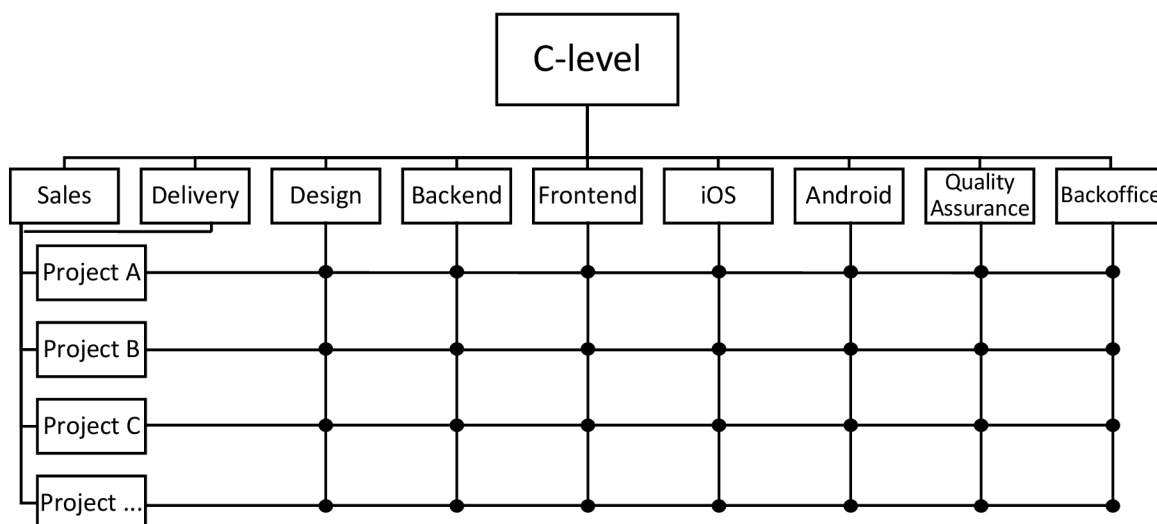 C-level
Sales
Delivery
Design
Backend
Frontend
iOS
Android
Quality
Assurance
Backoffice
Project A
Project B
Project C
Project ...